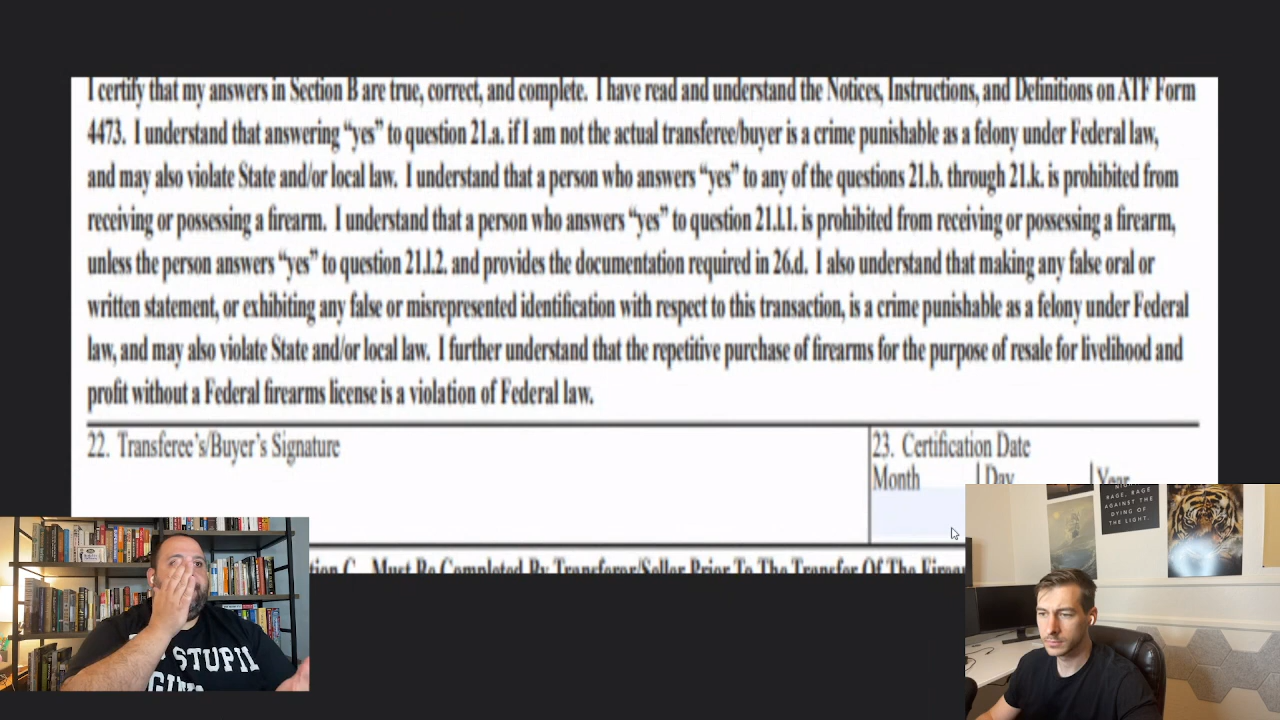 I certify that my answers in Section B are true, correct, and complete. I have read and understand the Notices, Instructions, and Definitions on ATF Form
4473. I understand that answering “yes” to question 21.a. if I am not the actual transferee/buyer is a crime punishable as a felony under Federal law,
and may also violate State and/or local law. I understand that a person who answers “yes” to any of the questions 21.b. through 21.k. is prohibited from
receiving or possessing a firearm. I understand that a person who answers “yes” to question 21.l.1. is prohibited from receiving or possessing a firearm,
unless the person answers “yes” to question 21.l.2. and provides the documentation required in 26.d. I also understand that making any false oral or
written statement, or exhibiting any false or misrepresented identification with respect to this transaction, is a crime punishable as a felony under Federal
law, and may also violate State and/or local law. I further understand that the repetitive purchase of firearms for the purpose of resale for livelihood and
profit without a Federal firearms license is a violation of Federal law.
22. Transferee’s/Buyer’s Signature
23. Certification Date
Month Day Year
Must Be Completed By Transferor/Seller Prior To The Transfer Of The
RAGE, RAGE
AGAINST THE
DYING OF
THE LIGHT.
STUPI